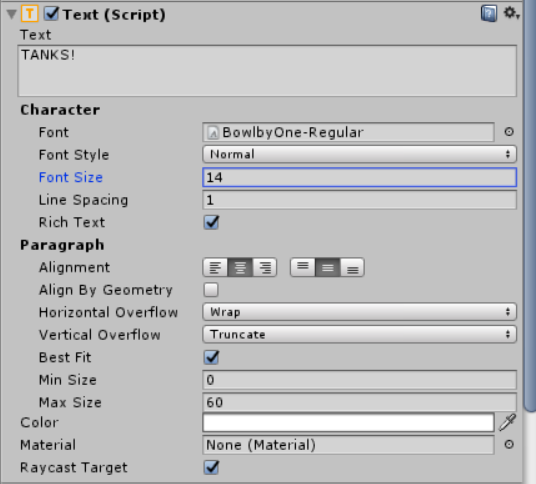 Text (Script)
Text
TANKS!
Character
Font BowlbyOne-Regular
Font Style Normal
Font Size 14
Line Spacing 1
Rich Text
Paragraph
Alignment
Align By Geometry
Horizontal Overflow Wrap
Vertical Overflow Truncate
Best Fit
Min Size 0
Max Size 60
Color
Material None (Material)
Raycast Target